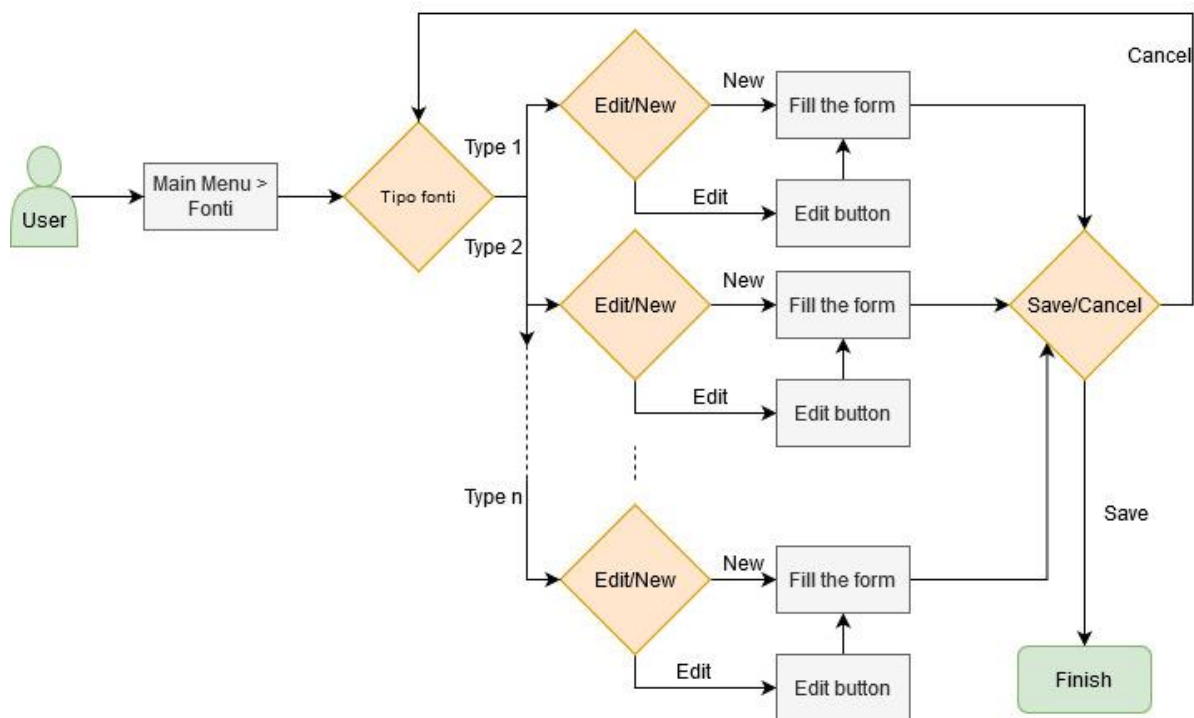 Cancel
Edit/New
New
Fill the form
Type 1
Main Menu >
Fonti
Tipo fonti
User
Edit
Edit button
Type 2
Edit/New
New
Fill the form
Save/Cancel
Edit
Edit button
Type n
Save
Edit/New
New
Fill the form
Edit
Edit button
Finish